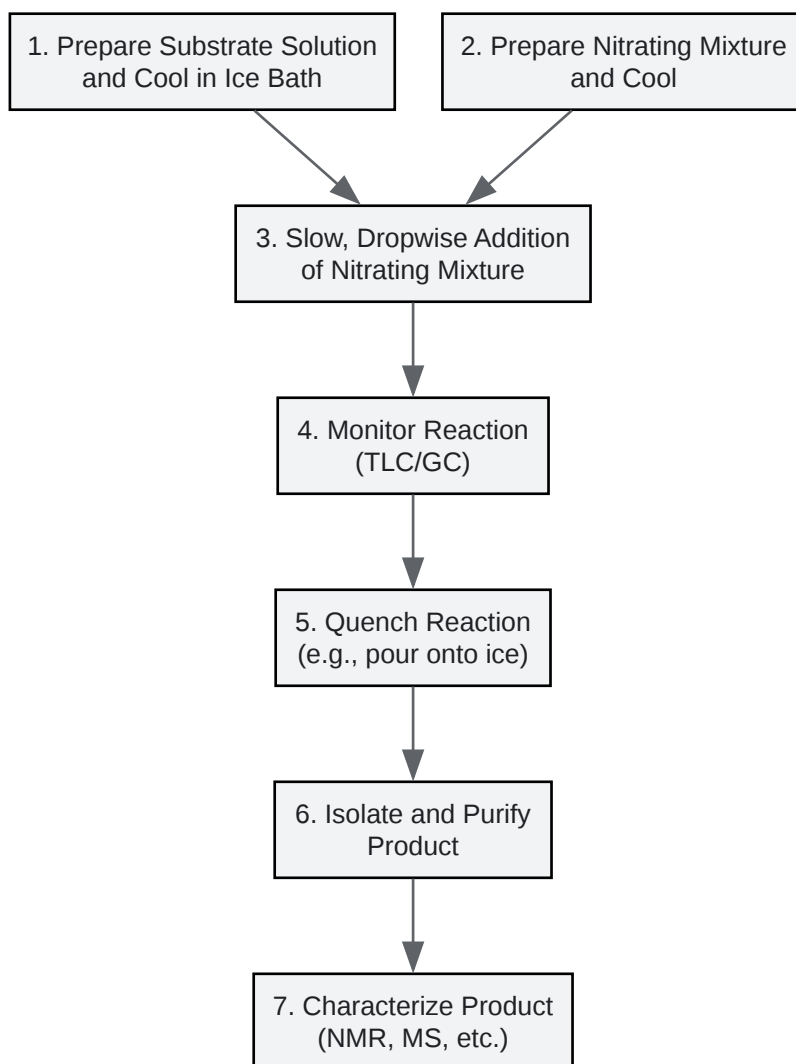 1. Prepare Substrate Solution
and Cool in Ice Bath
2. Prepare Nitrating Mixture
and Cool
3. Slow, Dropwise Addition
of Nitrating Mixture
4. Monitor Reaction
(TLC/GC)
5. Quench Reaction
(e.g., pour onto ice)
6. Isolate and Purify
Product
7. Characterize Product
(NMR, MS, etc.)